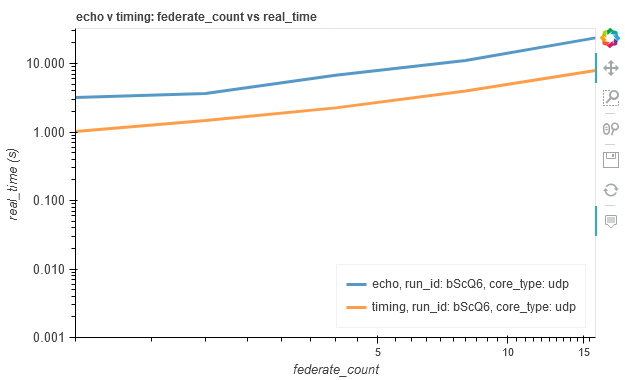 echo v timing: federate_count vs real_time
10.000
1.000
0.100
0.010
0.001
real_time (s)
echo, run_id: bScQ6, core_type: udp
timing, run_id: bScQ6, core_type: udp
5
10
15
federate_count